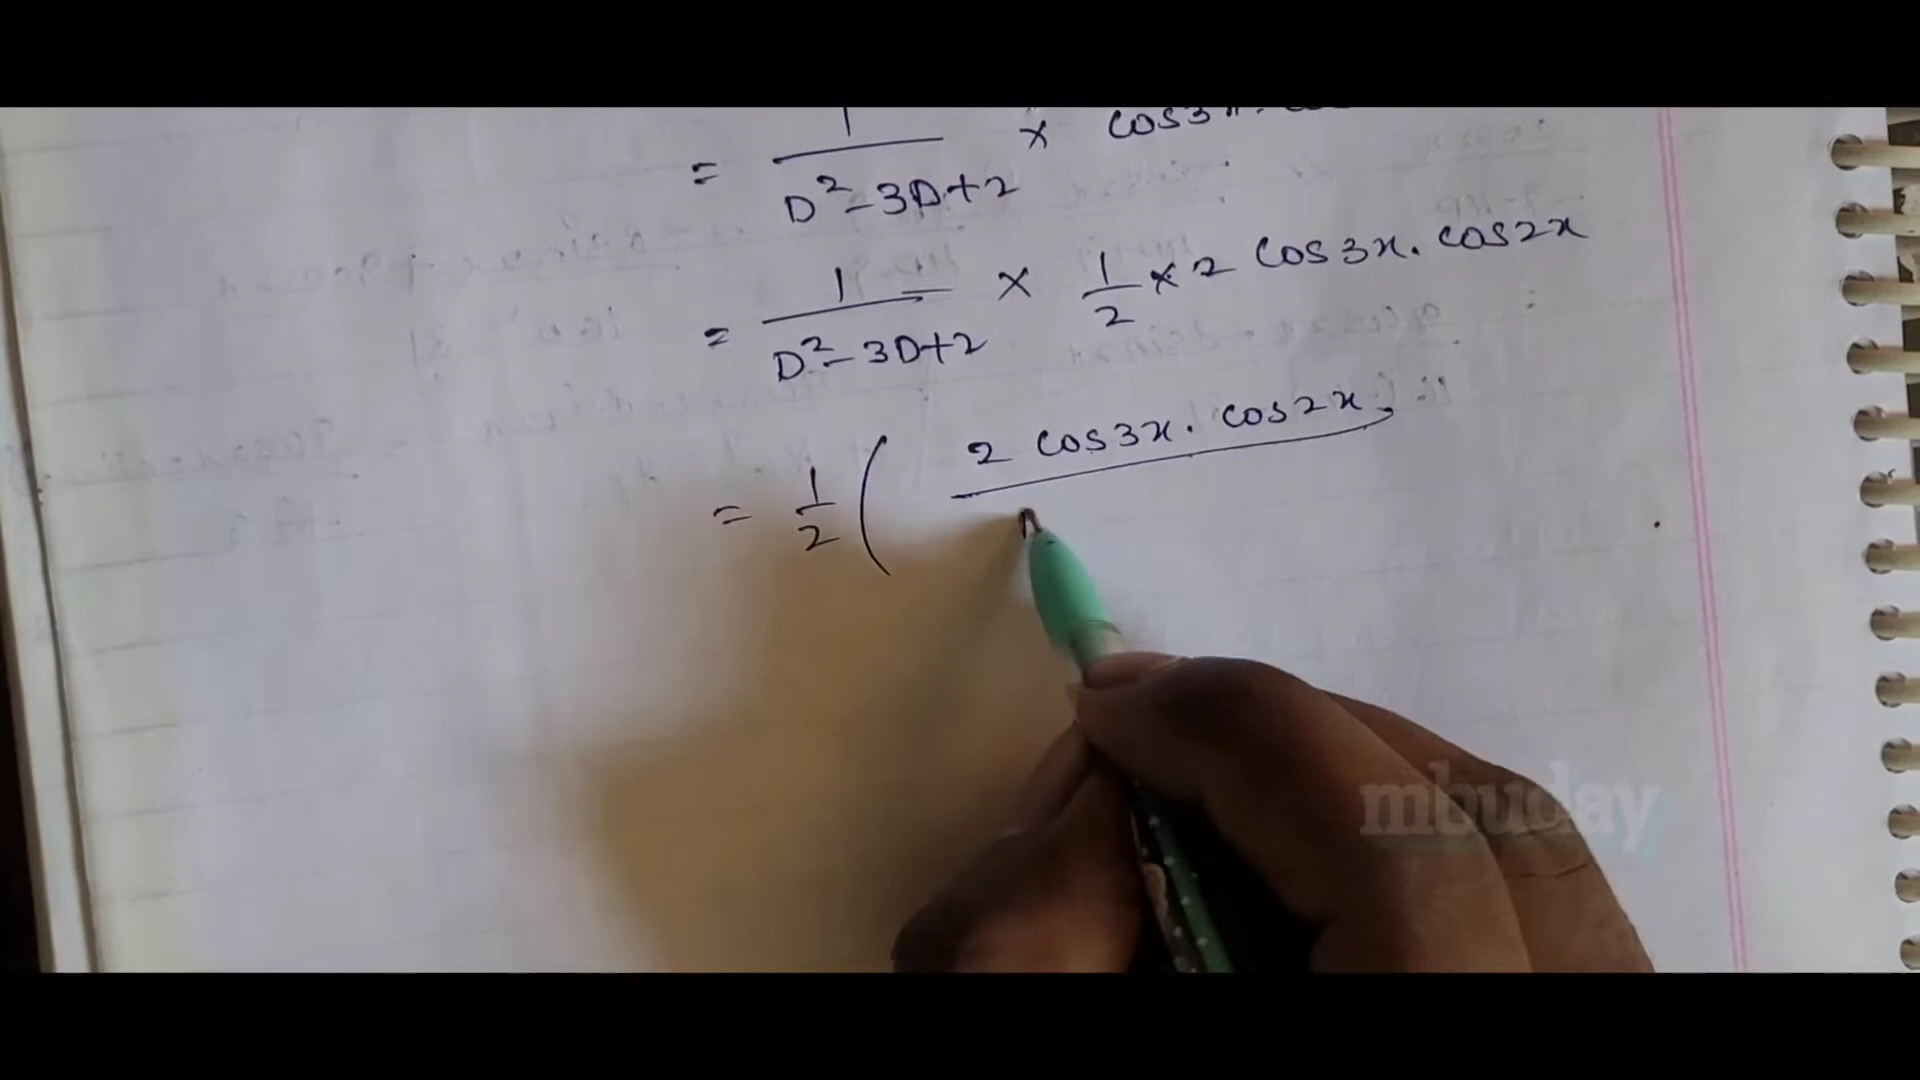 = 1/(D²-3D+2) × cos3x.
= 1/(D²-3D+2) × 1/2 × 2 cos3x. cos2x
= 1/2 ( 2 cos3x. cos2x
mbuday